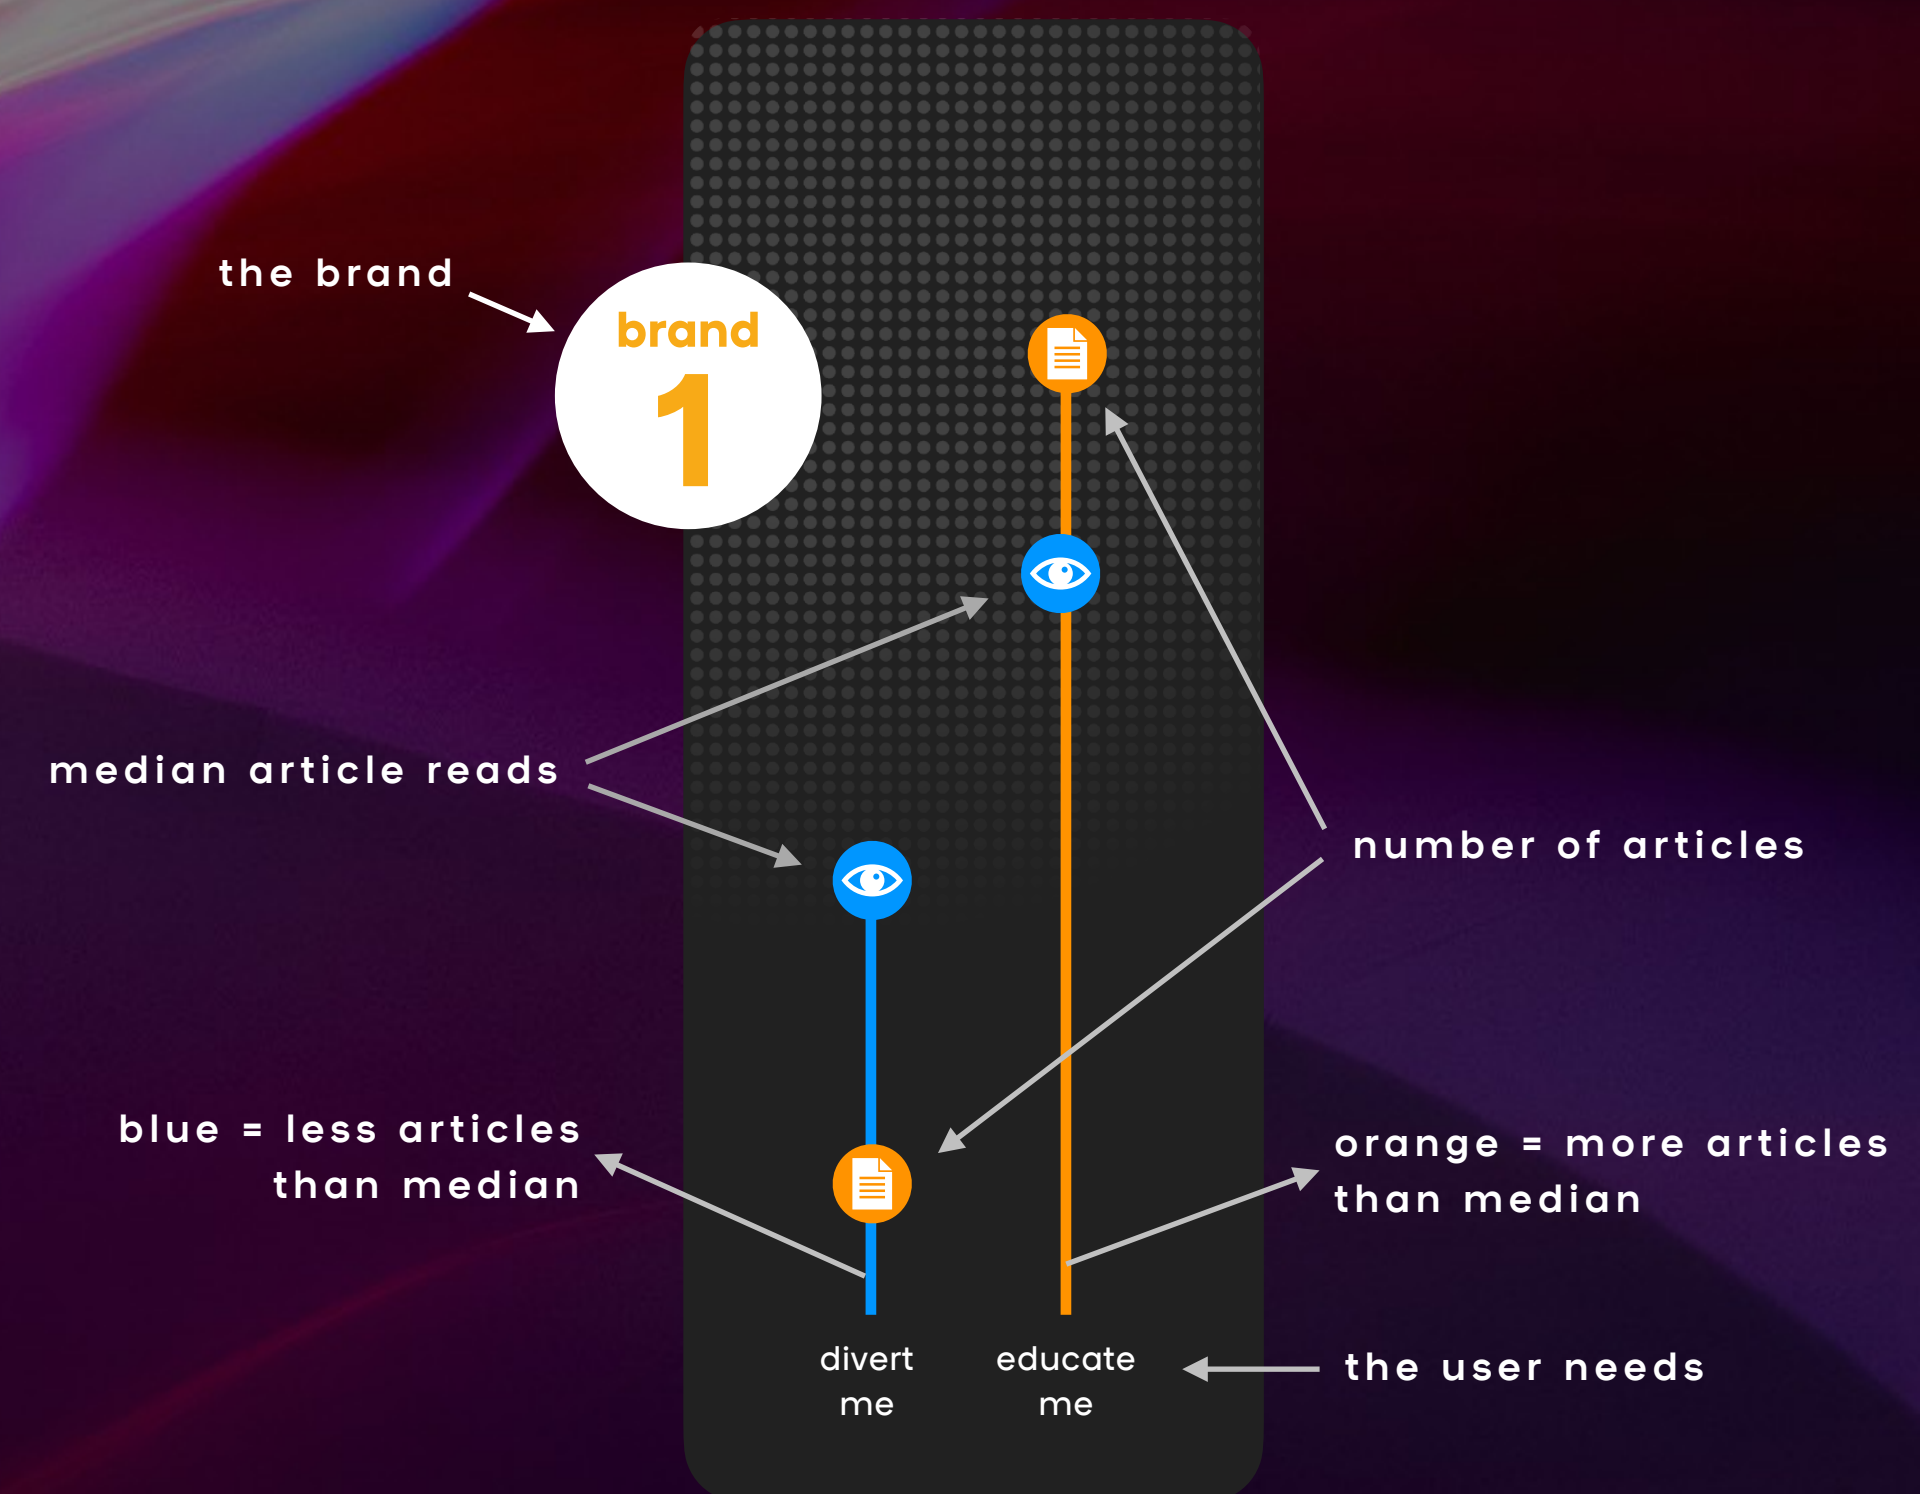 the brand
brand
1
median article reads
number of articles
blue = less articles
than median
orange = more articles
than median
divert
me
educate
me
the user needs